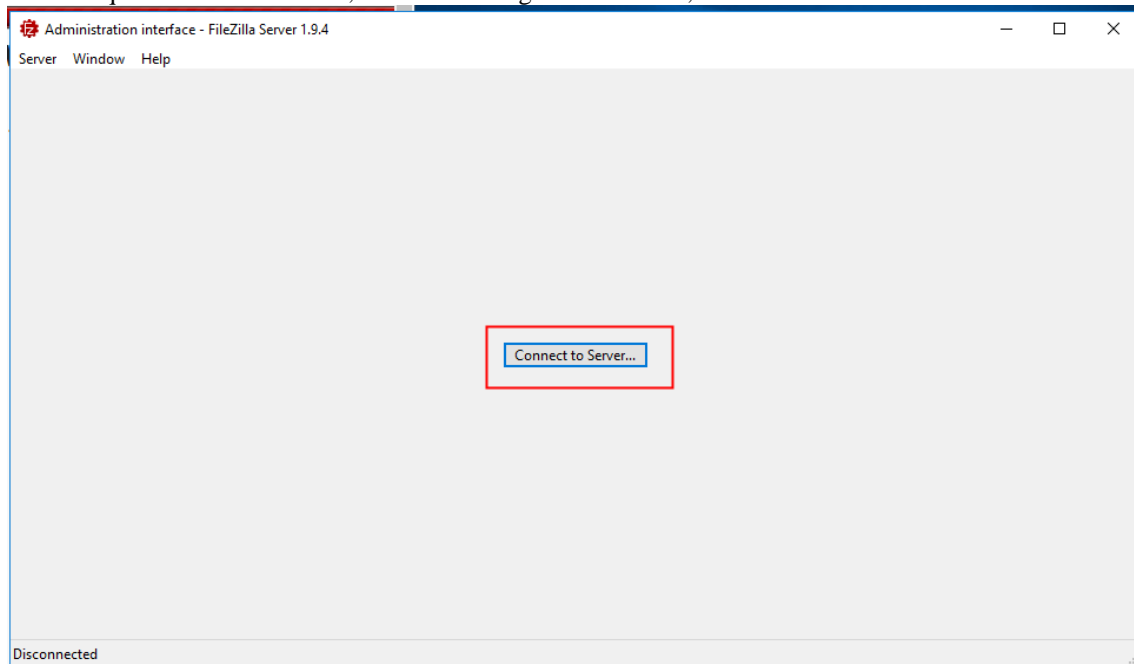 Administration interface - FileZilla Server 1.9.4
Server Window Help
Connect to Server...
Disconnected